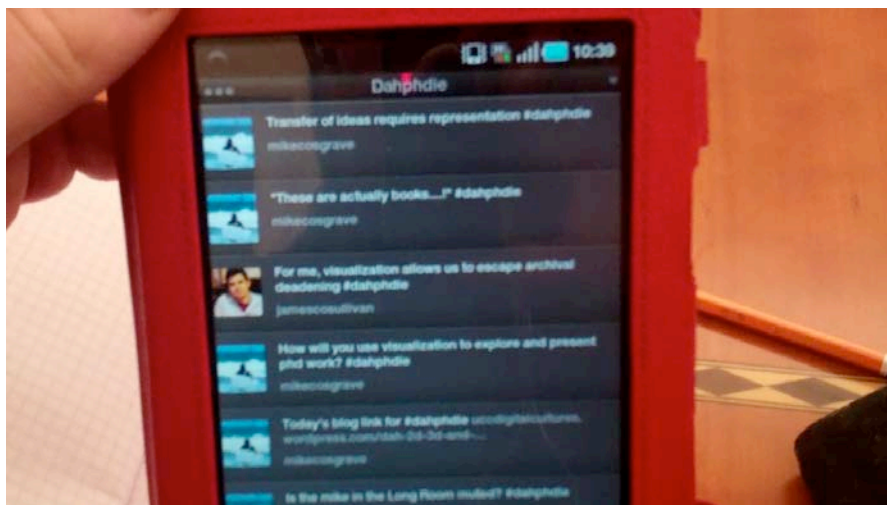 10:39
Dahphdie
Transfer of ideas requires representation #dahphdie
mikecosgrave
"These are actually books....!" #dahphdie
mikecosgrave
For me, visualization allows us to escape archival
deadening #dahphdie
jamescosullivan
How will you use visualization to explore and present
phd work? #dahphdie
mikecosgrave
Today's blog link for #dahphdie uccdigitalcultures.
wordpress.com/dah-2d-3d-and-...
mikecosgrave
Is the mike in the Long Room muted? #dahphdie